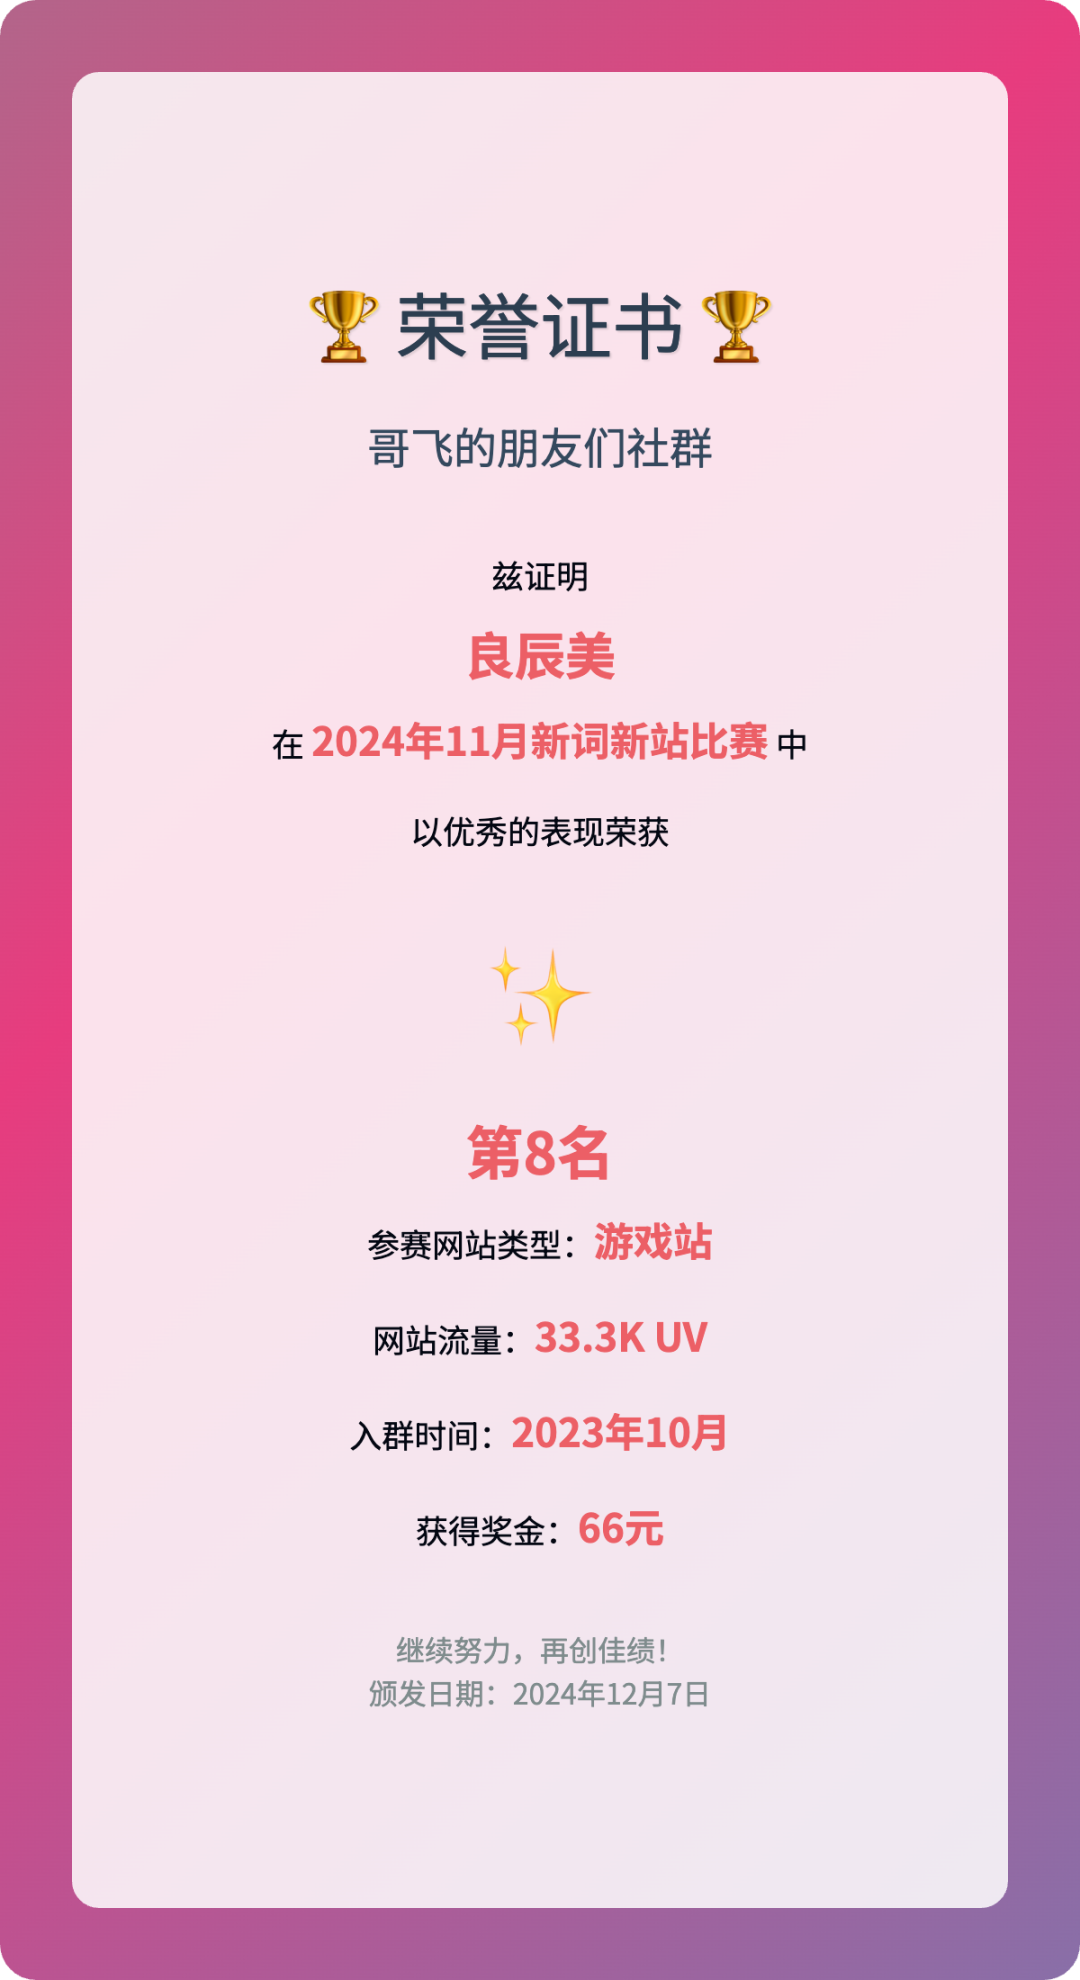 🏆 荣誉证书 🏆
哥飞的朋友们社群
兹证明
良辰美
在 2024年11月新词新站比赛 中
以优秀的表现荣获
✨
第8名
参赛网站类型：游戏站
网站流量：33.3K UV
入群时间：2023年10月
获得奖金：66元
继续努力，再创佳绩！
颁发日期：2024年12月7日